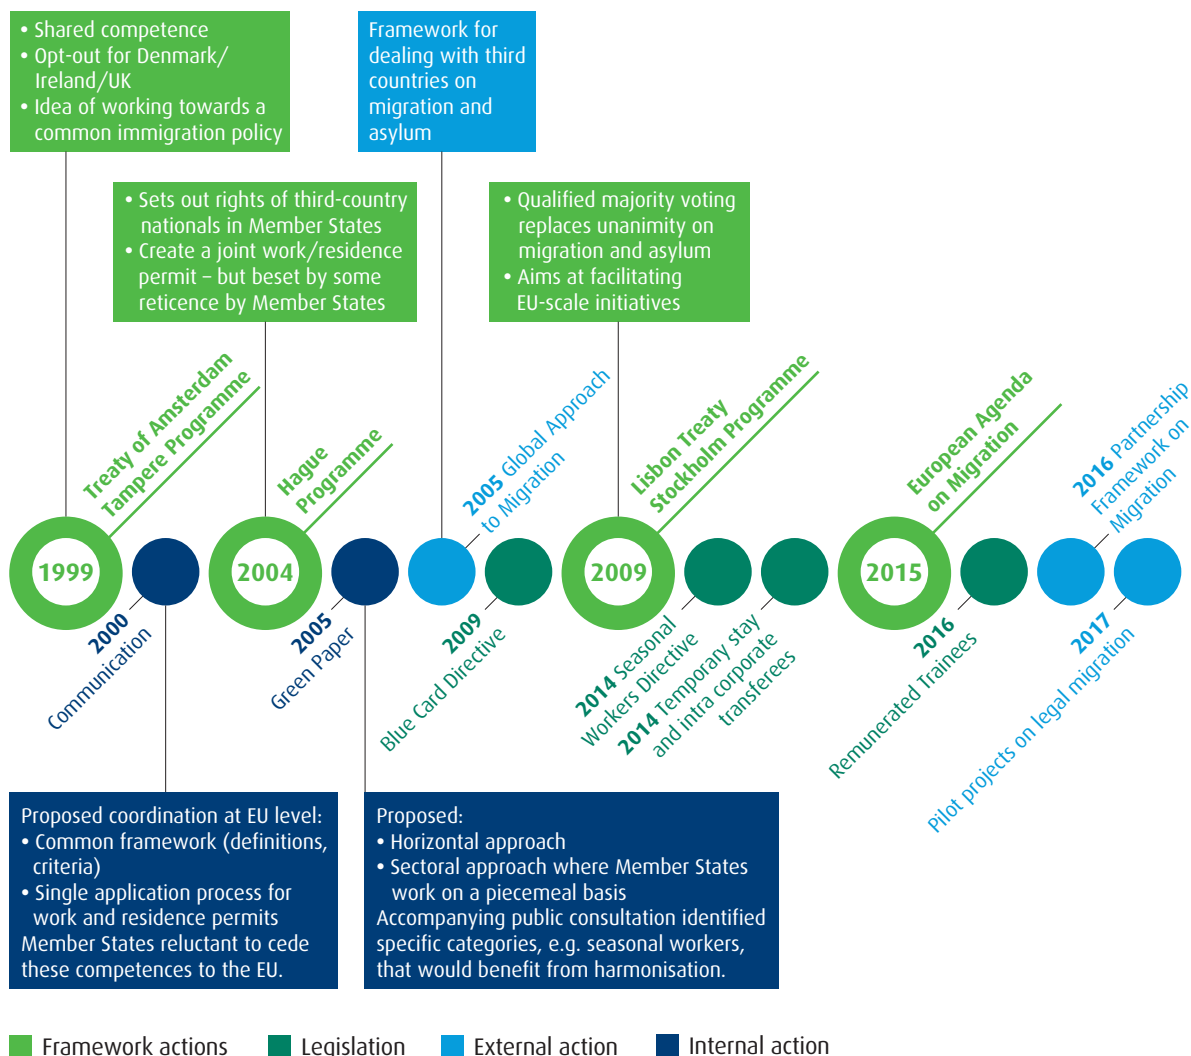 • Shared competence
• Opt-out for Denmark/
Ireland/UK
• Idea of working towards a
common immigration policy
Framework for
dealing with third
countries on
migration and
asylum
• Sets out rights of third-country
nationals in Member States
• Create a joint work/residence
permit – but beset by some
reticence by Member States
• Qualified majority voting
replaces unanimity on
migration and asylum
• Aims at facilitating
EU-scale initiatives
Treaty of Amsterdam
Tampere Programme
Hague
Programme
2005 Global Approach
to Migration
Lisbon Treaty
Stockholm Programme
European Agenda
on Migration
2016 Partnership
Framework on
Migration
1999
2004
2009
2015
2000
Communication
2005
Green Paper
2009
Blue Card Directive
2014 Seasonal
Workers Directive
2014 Temporary stay
and intra corporate
transferees
2016
Remunerated Trainees
2017
Pilot projects on legal migration
Proposed coordination at EU level:
• Common framework (definitions,
criteria)
• Single application process for
work and residence permits
Member States reluctant to cede
these competences to the EU.
Proposed:
• Horizontal approach
• Sectoral approach where Member States
work on a piecemeal basis
Accompanying public consultation identified
specific categories, e.g. seasonal workers,
that would benefit from harmonisation.
Framework actions
Legislation
External action
Internal action